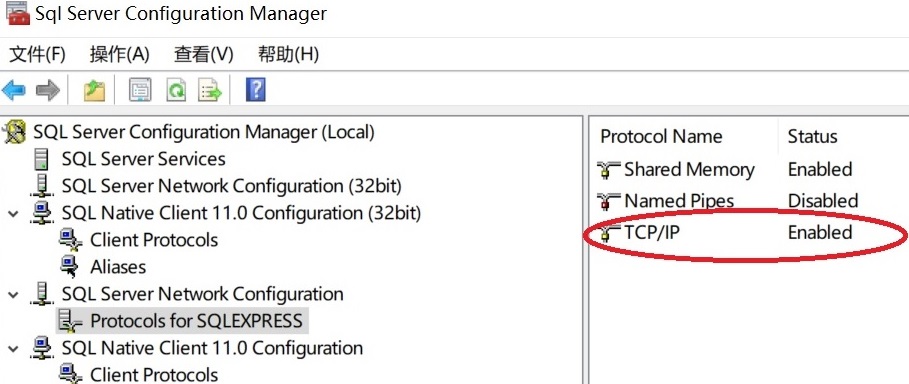 Sql Server Configuration Manager
文件(F) 操作(A) 查看(V) 帮助(H)
SQL Server Configuration Manager (Local)
SQL Server Services
SQL Server Network Configuration (32bit)
SQL Native Client 11.0 Configuration (32bit)
Client Protocols
Aliases
SQL Server Network Configuration
Protocols for SQLEXPRESS
SQL Native Client 11.0 Configuration
Client Protocols
Protocol Name Status
Shared Memory Enabled
Named Pipes Disabled
TCP/IP Enabled